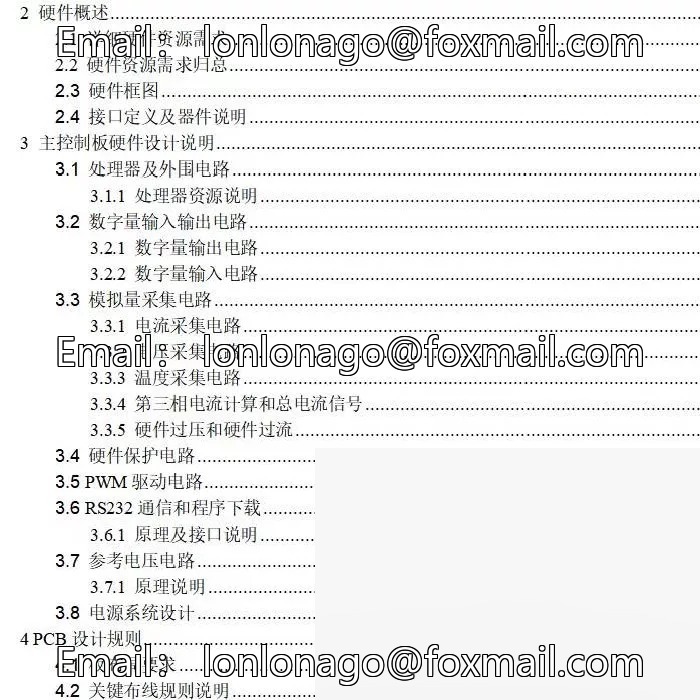 2 硬件概述
Email：lonlonago@foxmail.com
2.2 硬件资源需求归总
2.3 硬件框图
2.4 接口定义及器件说明
3 主控制板硬件设计说明
3.1 处理器及外围电路
3.1.1 处理器资源说明
3.2 数字量输入输出电路
3.2.1 数字量输出电路
3.2.2 数字量输入电路
3.3 模拟量采集电路
3.3.1 电流采集电路
Email：lonlonago@foxmail.com
3.3.3 温度采集电路
3.3.4 第三相电流计算和总电流信号
3.3.5 硬件过压和硬件过流
3.4 硬件保护电路
3.5 PWM 驱动电路
3.6 RS232 通信和程序下载
3.6.1 原理及接口说明
3.7 参考电压电路
3.7.1 原理说明
3.8 电源系统设计
4 PCB 设计规则
Email：lonlonago@foxmail.com
4.2 关键布线规则说明